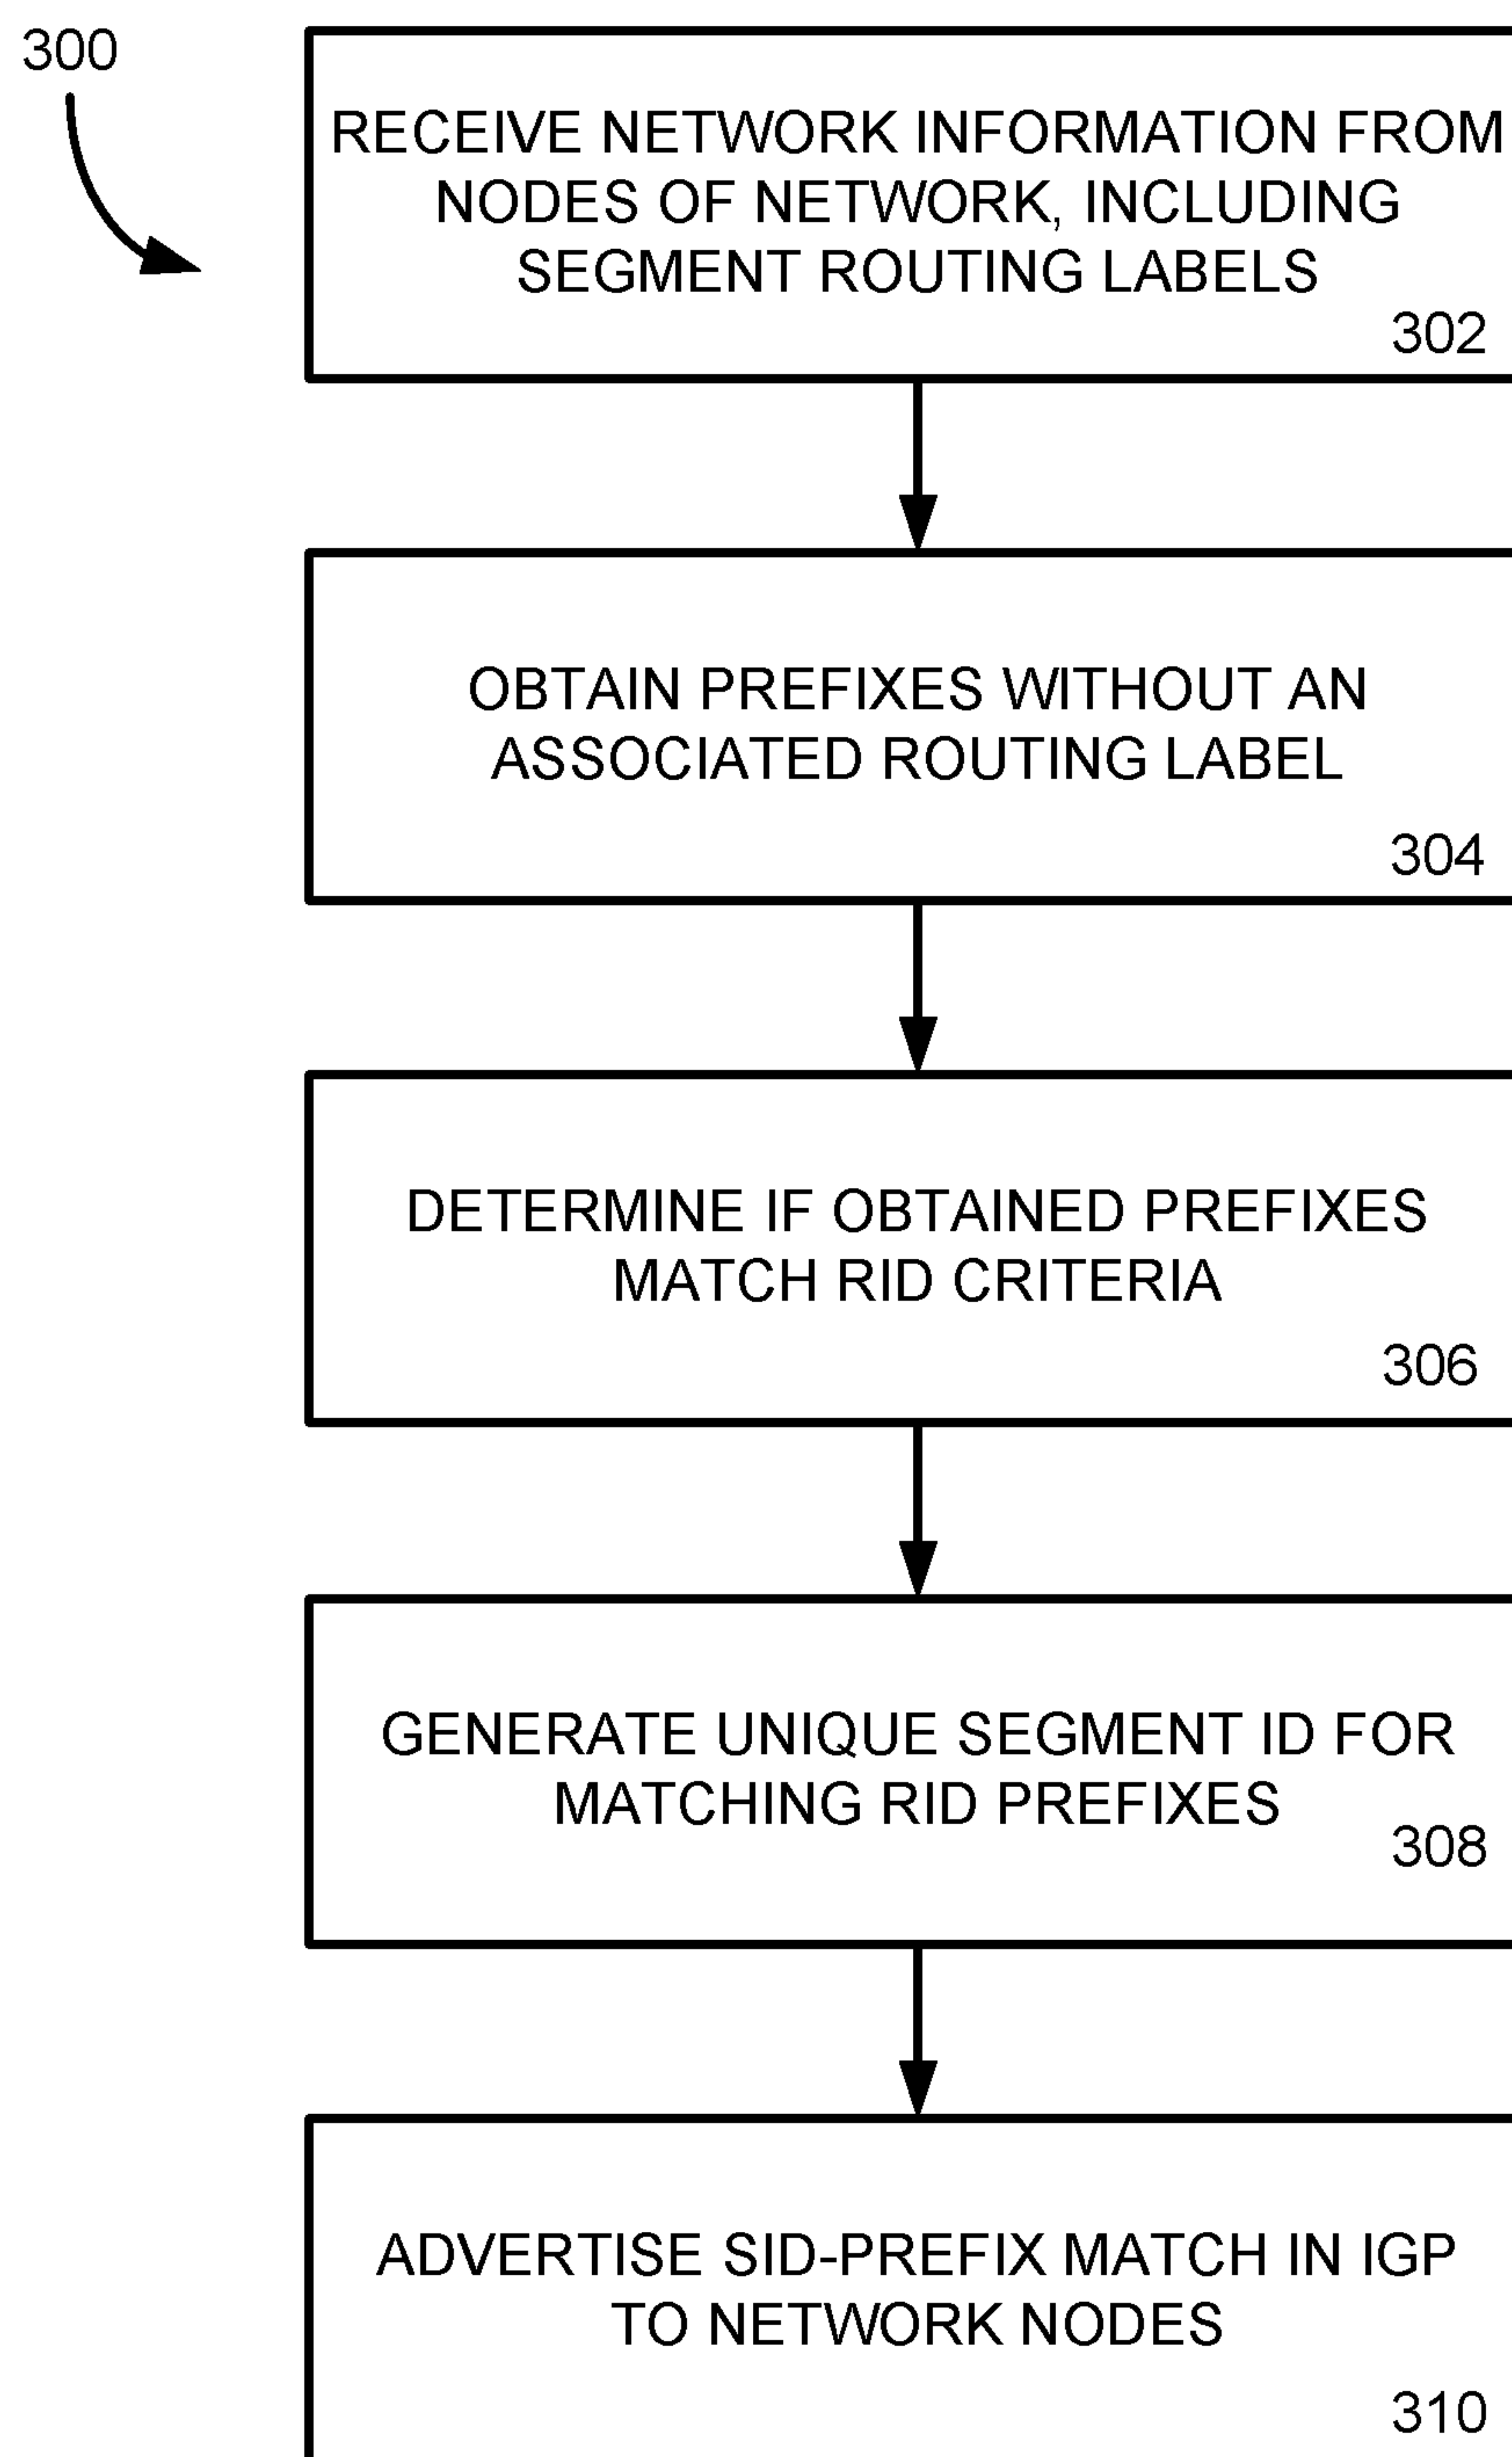 300
RECEIVE NETWORK INFORMATION FROM
NODES OF NETWORK, INCLUDING
SEGMENT ROUTING LABELS
302
OBTAIN PREFIXES WITHOUT AN
ASSOCIATED ROUTING LABEL
304
DETERMINE IF OBTAINED PREFIXES
MATCH RID CRITERIA
306
GENERATE UNIQUE SEGMENT ID FOR
MATCHING RID PREFIXES
308
ADVERTISE SID-PREFIX MATCH IN IGP
TO NETWORK NODES
310